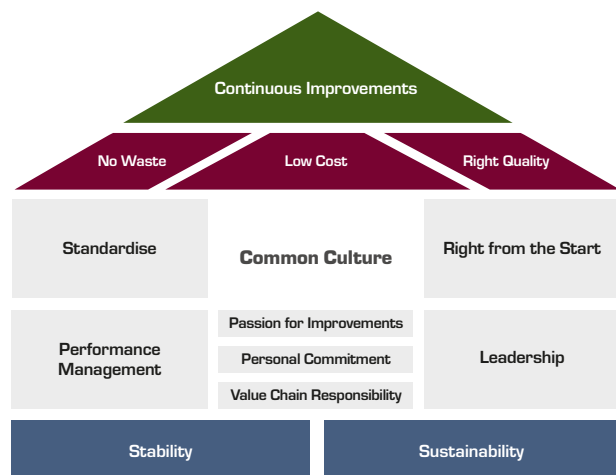 Continuous Improvements
No Waste
Low Cost
Right Quality
Standardise
Common Culture
Right from the Start
Passion for Improvements
Performance
Management
Personal Commitment
Leadership
Value Chain Responsibility
Stability
Sustainability